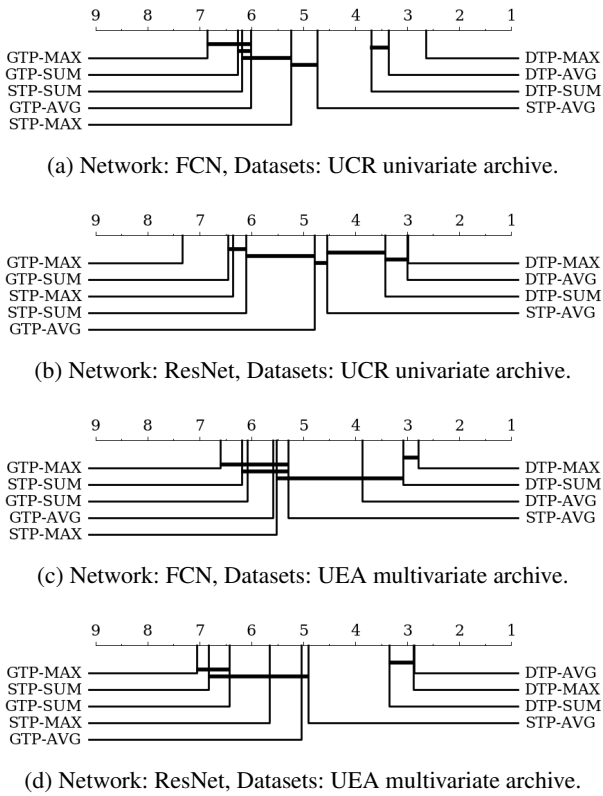 9 8 7 6 5 4 3 2 1
GTP-MAX DTP-MAX
GTP-SUM DTP-AVG
STP-SUM DTP-SUM
GTP-AVG STP-AVG
STP-MAX
(a) Network: FCN, Datasets: UCR univariate archive.
9 8 7 6 5 4 3 2 1
GTP-MAX DTP-MAX
GTP-SUM DTP-AVG
STP-MAX DTP-SUM
STP-SUM STP-AVG
GTP-AVG
(b) Network: ResNet, Datasets: UCR univariate archive.
9 8 7 6 5 4 3 2 1
GTP-MAX DTP-MAX
STP-SUM DTP-SUM
GTP-SUM DTP-AVG
GTP-AVG STP-AVG
STP-MAX
(c) Network: FCN, Datasets: UEA multivariate archive.
9 8 7 6 5 4 3 2 1
GTP-MAX DTP-AVG
STP-SUM DTP-MAX
GTP-SUM DTP-SUM
STP-MAX STP-AVG
GTP-AVG
(d) Network: ResNet, Datasets: UEA multivariate archive.